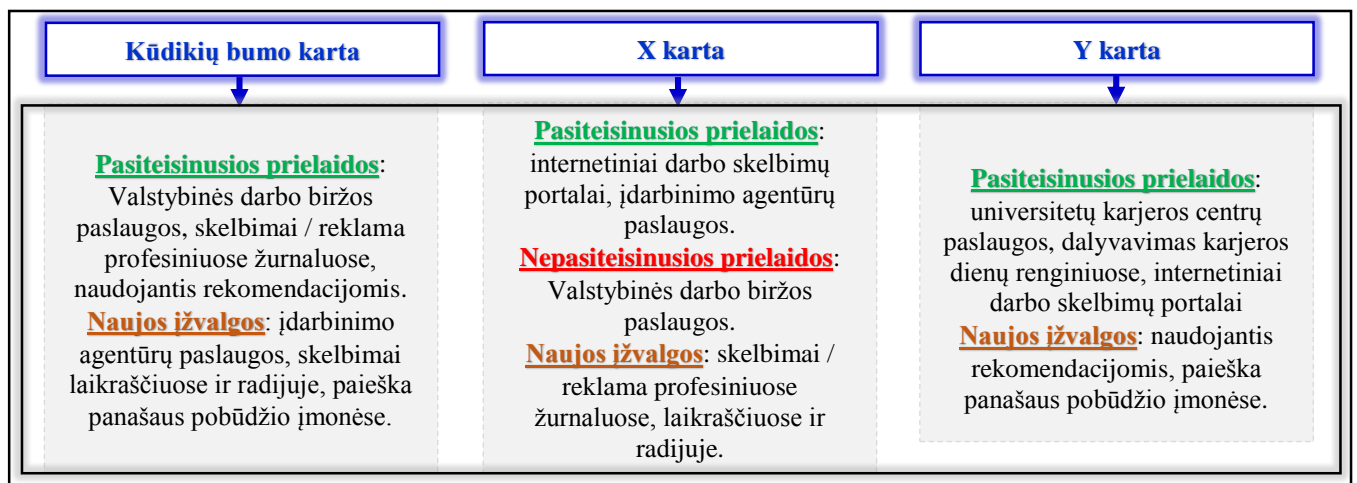 Kūdikių bumo karta
Pasiteisinusios prielaidos:
Valstybinės darbo biržos
paslaugos, skelbimai / reklama
profesiniuose žurnaluose,
naudojantis rekomendacijomis.
Naujos įžvalgos: įdarbinimo
agentūrų paslaugos, skelbimai
laikraščiuose ir radijuje, paieška
panašaus pobūdžio įmonėse.
X karta
Pasiteisinusios prielaidos:
internetiniai darbo skelbimų
portalai, įdarbinimo agentūrų
paslaugos.
Nepasiteisinusios prielaidos:
Valstybinės darbo biržos
paslaugos.
Naujos įžvalgos: skelbimai /
reklama profesiniuose
žurnaluose, laikraščiuose ir
radijuje.
Y karta
Pasiteisinusios prielaidos:
universitetų karjeros centrų
paslaugos, dalyvavimas karjeros
dienų renginiuose, internetiniai
darbo skelbimų portalai
Naujos įžvalgos: naudojantis
rekomendacijomis, paieška
panašaus pobūdžio įmonėse.